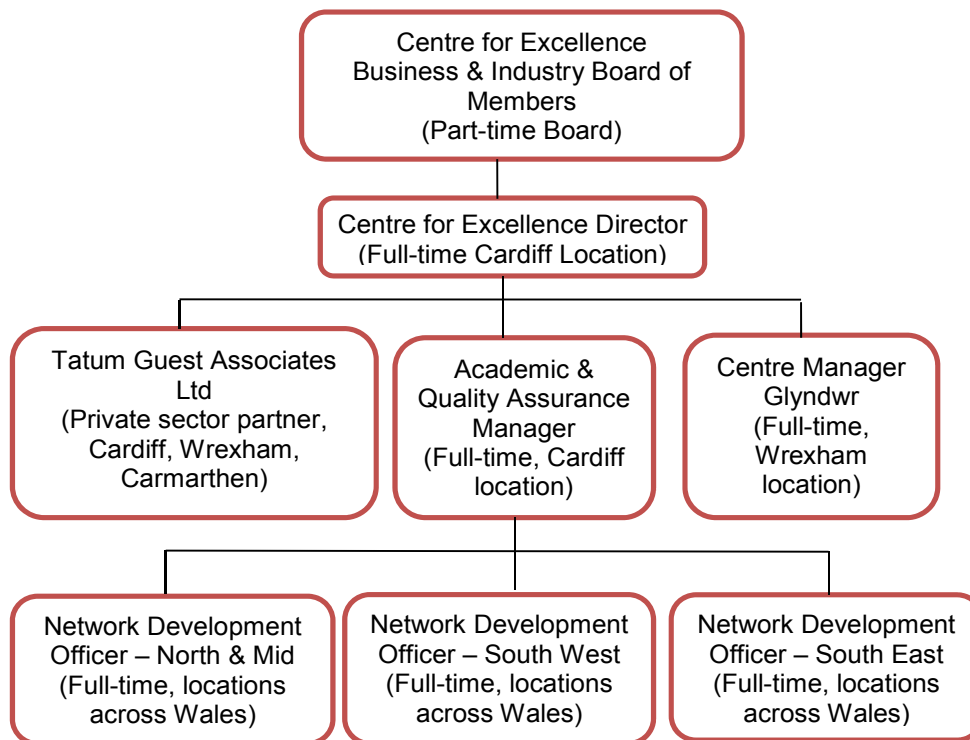 Centre for Excellence
Business & Industry Board of
Members
(Part-time Board)
Centre for Excellence Director
(Full-time Cardiff Location)
Tatum Guest Associates
Ltd
(Private sector partner,
Cardiff, Wrexham,
Carmarthen)
Academic &
Quality Assurance
Manager
(Full-time, Cardiff
location)
Centre Manager
Glyndwr
(Full-time,
Wrexham
location)
Network Development
Officer – North & Mid
(Full-time, locations
across Wales)
Network Development
Officer – South West
(Full-time, locations
across Wales)
Network Development
Officer – South East
(Full-time, locations
across Wales)